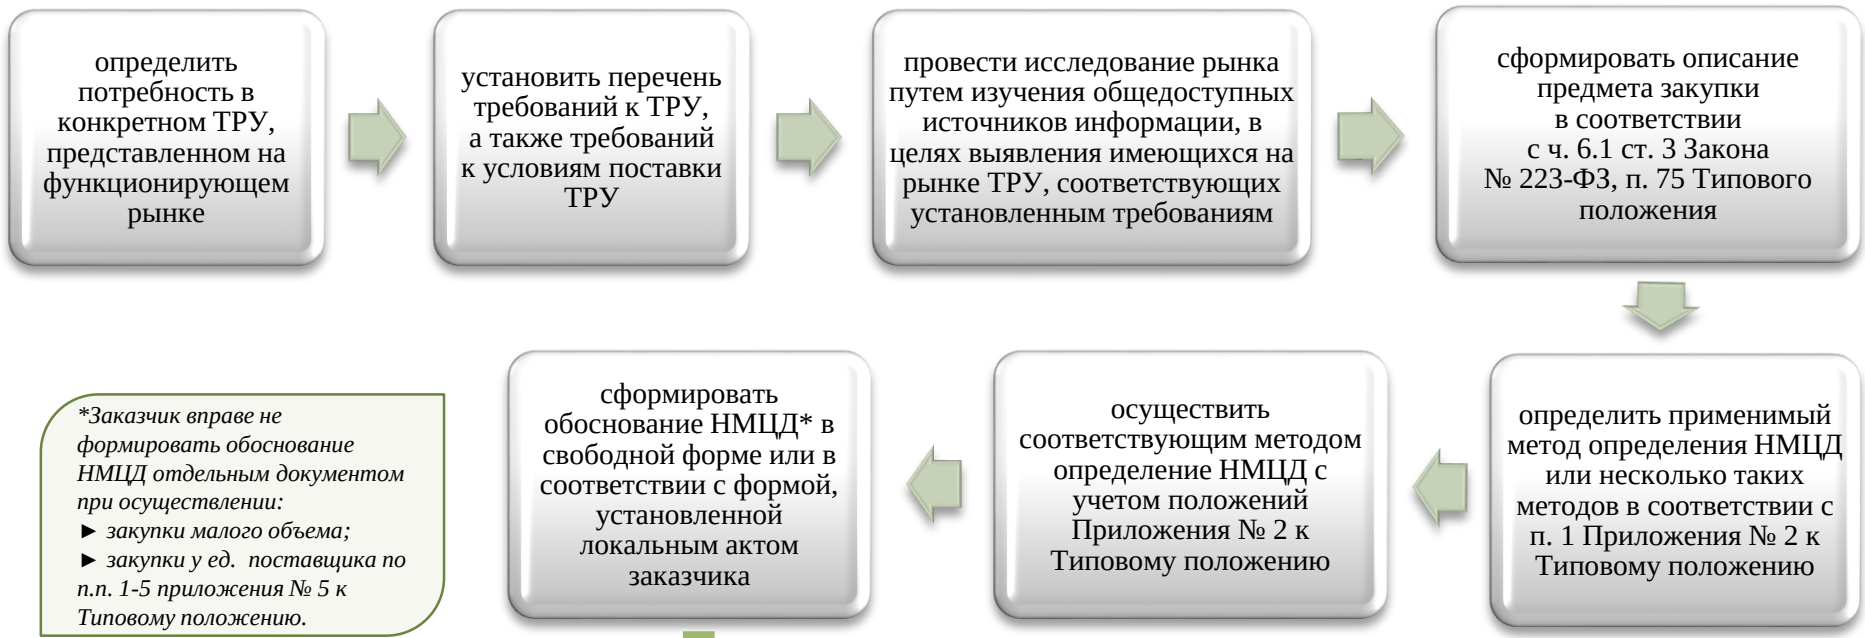 определить
потребность в
конкретном ТРУ,
представленном на
функционирующем
рынке
установить перечень
требований к ТРУ,
а также требований
к условиям поставки
ТРУ
провести исследование рынка
путем изучения общедоступных
источников информации, в
целях выявления имеющихся на
рынке ТРУ, соответствующих
установленным требованиям
сформировать описание
предмета закупки
в соответствии
с ч. 6.1 ст. 3 Закона
№ 223-ФЗ, п. 75 Типового
положения
определить применимый
метод определения НМЦД
или несколько таких
методов в соответствии с
п. 1 Приложения № 2 к
Типовому положению
осуществить
соответствующим методом
определение НМЦД с
учетом положений
Приложения № 2 к
Типовому положению
сформировать
обоснование НМЦД* в
свободной форме или в
соответствии с формой,
установленной
локальным актом
заказчика
*Заказчик вправе не
формировать обоснование
НМЦД отдельным документом
при осуществлении:
► закупки малого объема;
► закупки у ед. поставщика по
п.п. 1-5 приложения № 5 к
Типовому положению.